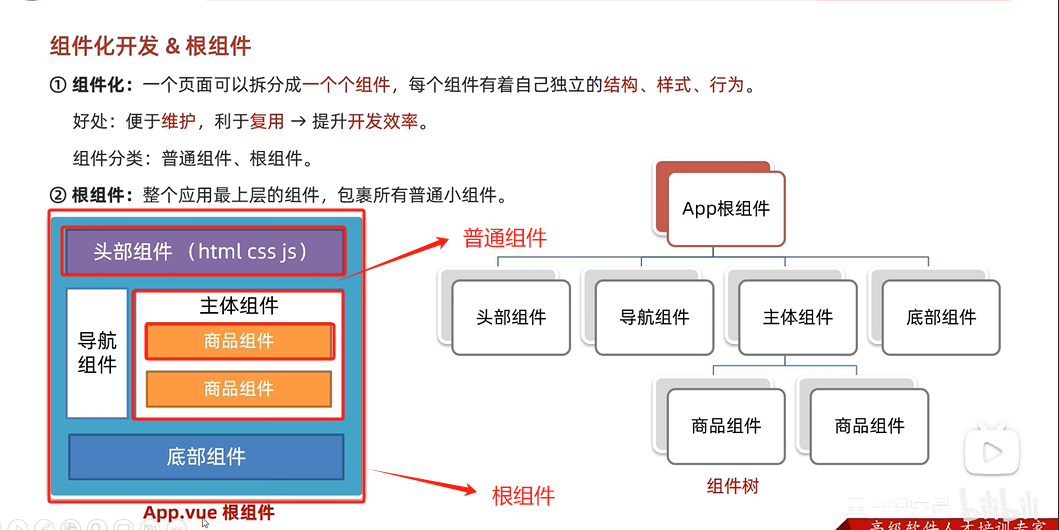 组件化开发 & 根组件
① 组件化：一个页面可以拆分成一个个组件，每个组件有着自己独立的结构、样式、行为。
好处：便于维护，利于复用 → 提升开发效率。
组件分类：普通组件、根组件。
② 根组件：整个应用最上层的组件，包裹所有普通小组件。
头部组件 （html css js）
导航
组件
主体组件
商品组件
商品组件
底部组件
App.vue 根组件
普通组件
根组件
App根组件
头部组件
导航组件
主体组件
底部组件
商品组件
商品组件
组件树
bilibili
高级软件人才培训专家